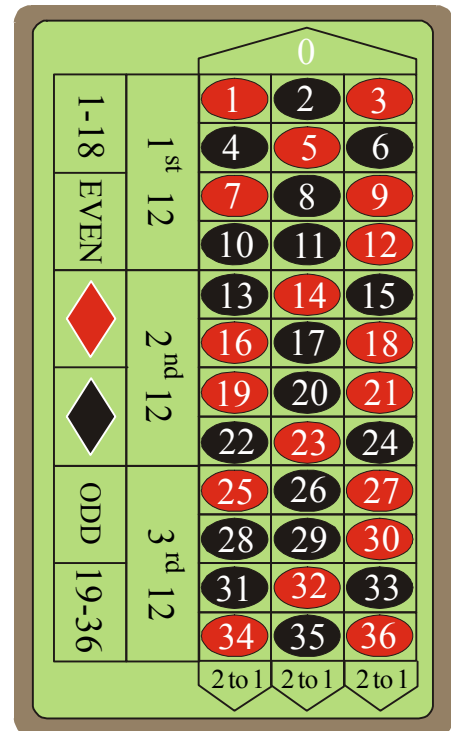 0
1 2 3
4 5 6
7 8 9
10 11 12
13 14 15
16 17 18
19 20 21
22 23 24
25 26 27
28 29 30
31 32 33
34 35 36
2 to 1 2 to 1 2 to 1
1st 12
2nd 12
3rd 12
1-18
EVEN
ODD
19-36